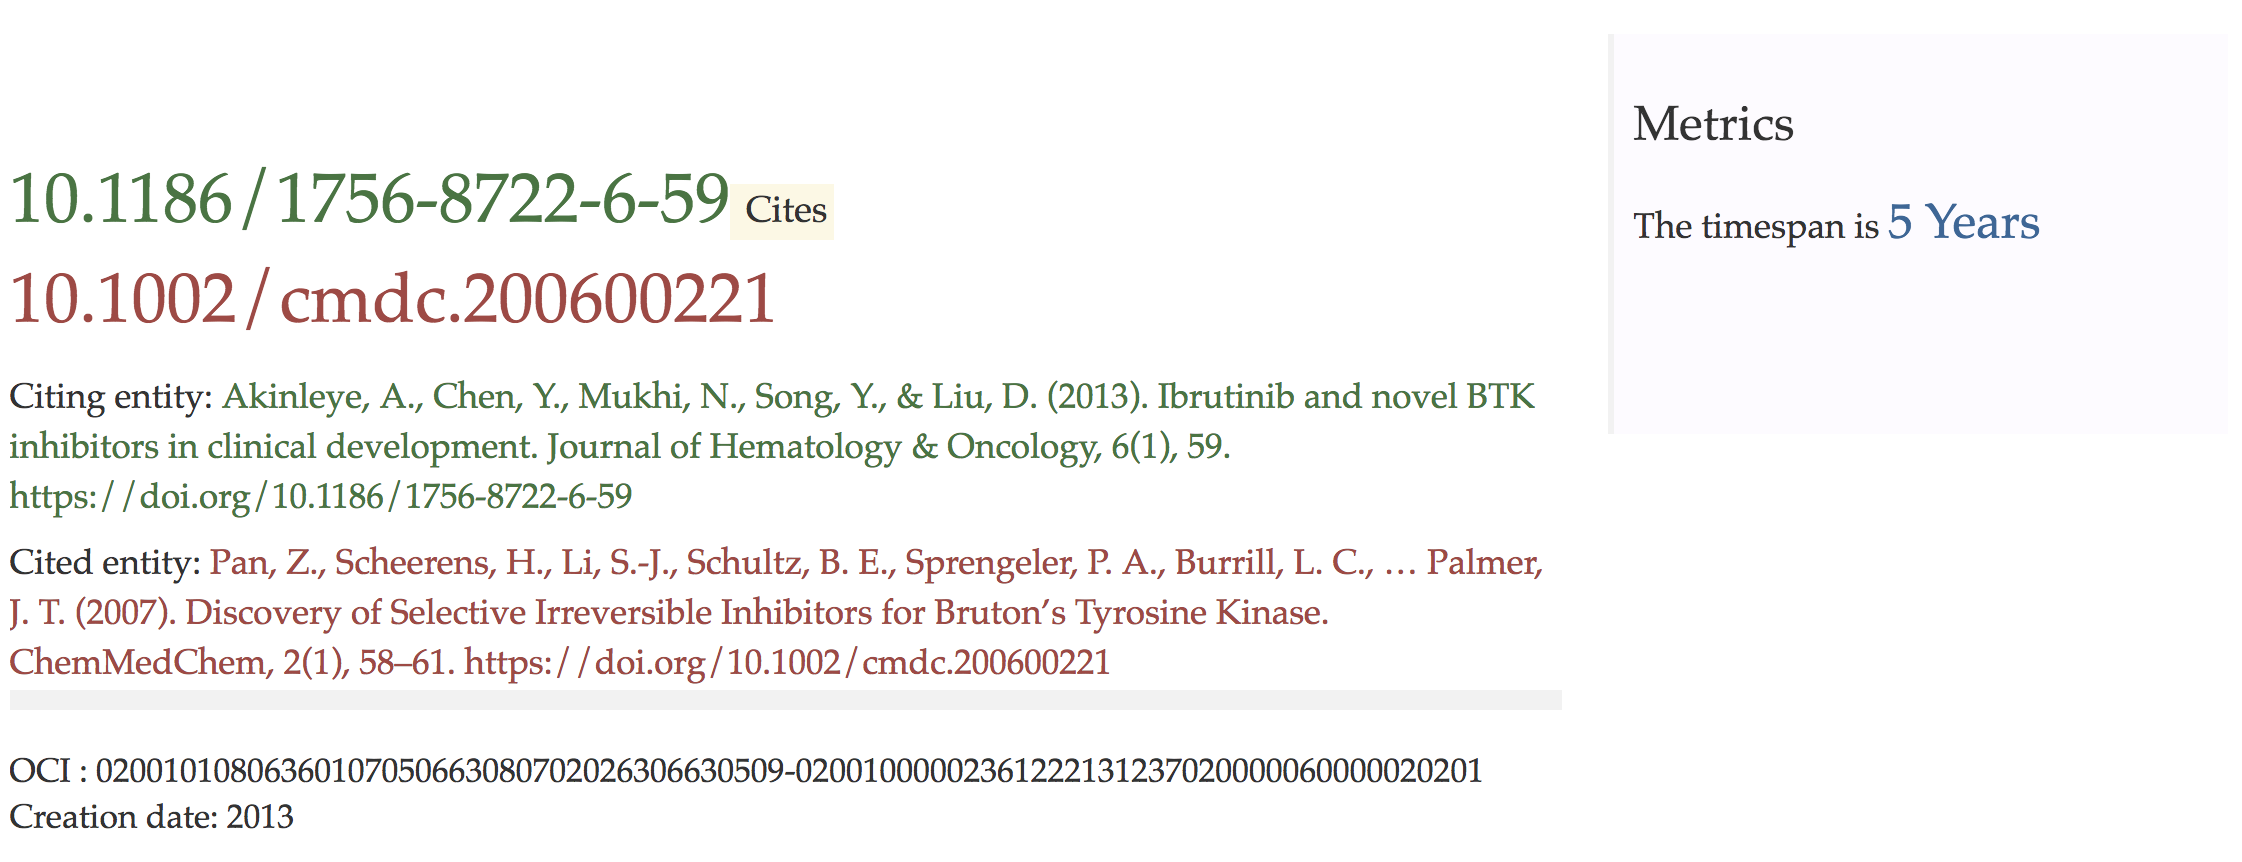 10.1186/1756-8722-6-59 Cites
10.1002/cmdc.200600221
Citing entity: Akinleye, A., Chen, Y., Mukhi, N., Song, Y., & Liu, D. (2013). Ibrutinib and novel BTK
inhibitors in clinical development. Journal of Hematology & Oncology, 6(1), 59.
https://doi.org/10.1186/1756-8722-6-59
Cited entity: Pan, Z., Scheerens, H., Li, S.-J., Schultz, B. E., Sprengeler, P. A., Burrill, L. C., … Palmer,
J. T. (2007). Discovery of Selective Irreversible Inhibitors for Bruton’s Tyrosine Kinase.
ChemMedChem, 2(1), 58–61. https://doi.org/10.1002/cmdc.200600221
OCI : 02001010806360107050663080702026306630509-02001000002361222131237020000060000020201
Creation date: 2013
Metrics
The timespan is 5 Years